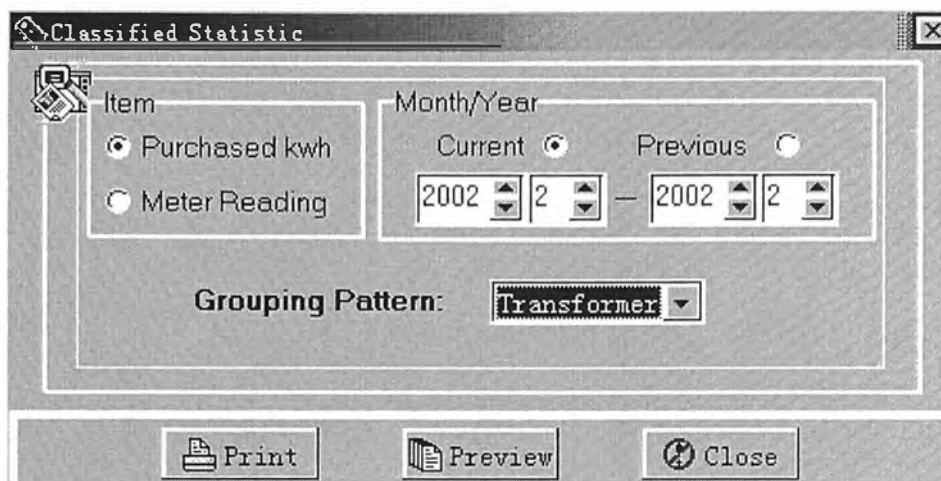 Classified Statistic
Item
Purchased kwh
Meter Reading
Month/Year
Current Previous
2002 2 — 2002 2
Grouping Pattern: Transformer
Print Preview Close